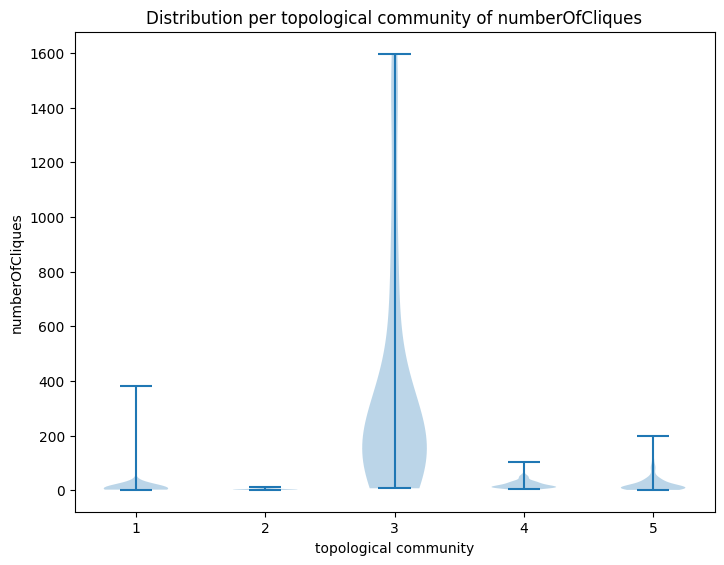 Distribution per topological community of numberOfCliques
1600
1400
1200
1000
800
600
400
200
0
numberOfCliques
1 2 3 4 5
topological community